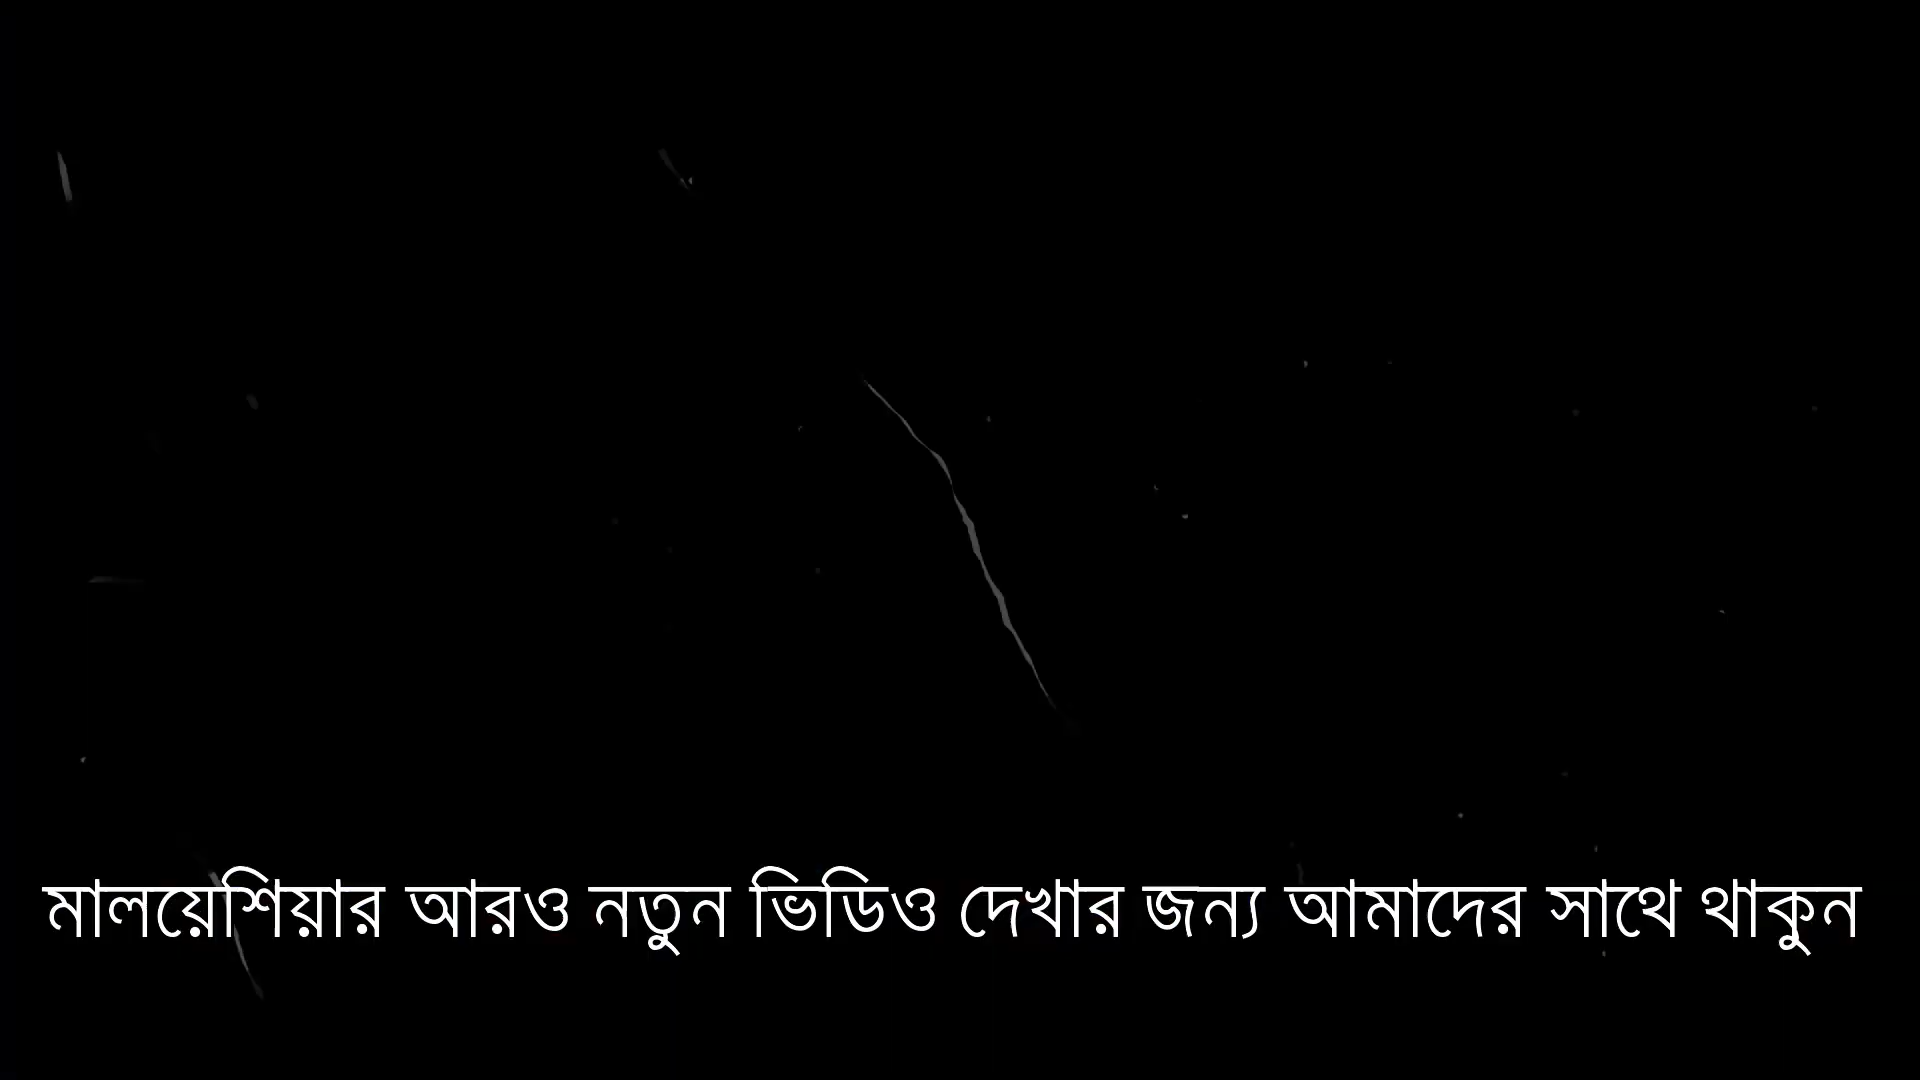 মালয়েশিয়ার আরও নতুন ভিডিও দেখার জন্য আমাদের সাথে থাকুন